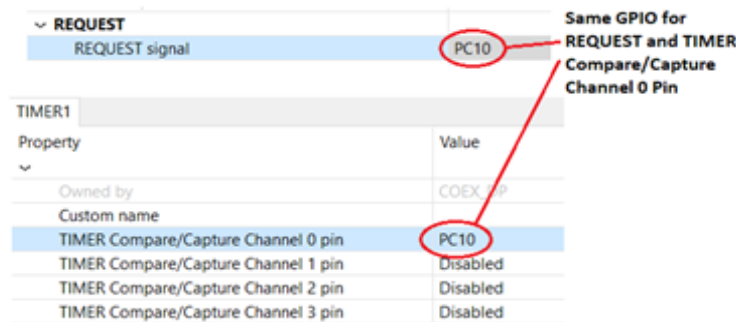 REQUEST
REQUEST signal PC10
Same GPIO for
REQUEST and TIMER
Compare/Capture
Channel 0 Pin
TIMER1
Property Value
Owned by COEX_DP
Custom name
TIMER Compare/Capture Channel 0 pin PC10
TIMER Compare/Capture Channel 1 pin Disabled
TIMER Compare/Capture Channel 2 pin Disabled
TIMER Compare/Capture Channel 3 pin Disabled